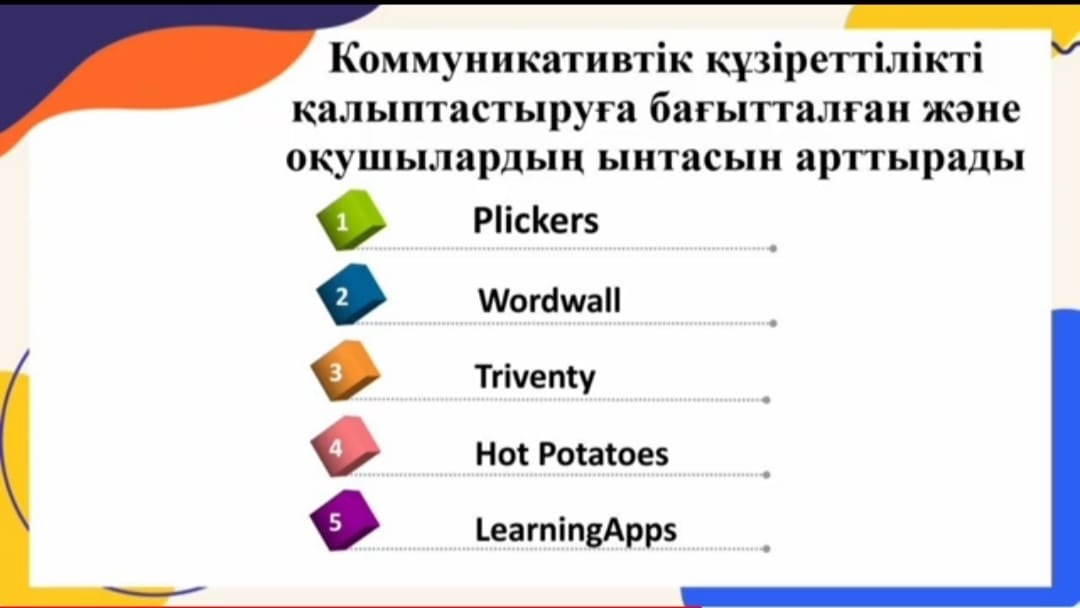 Коммуникативтік құзіреттілікті
қалыптастыруға бағытталған және
оқушылардың ынтасын арттырады
1 Plickers
2 Wordwall
3 Triventy
4 Hot Potatoes
5 LearningApps